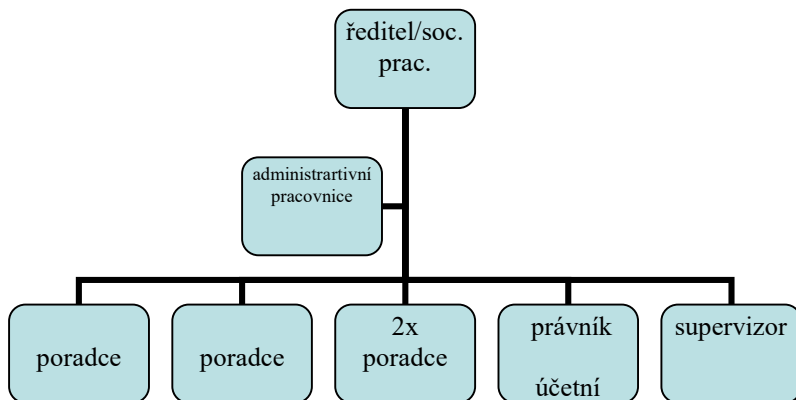 ředitel/soc.
prac.
administrartivní
pracovnice
poradce
poradce
2x
poradce
právník
účetní
supervizor